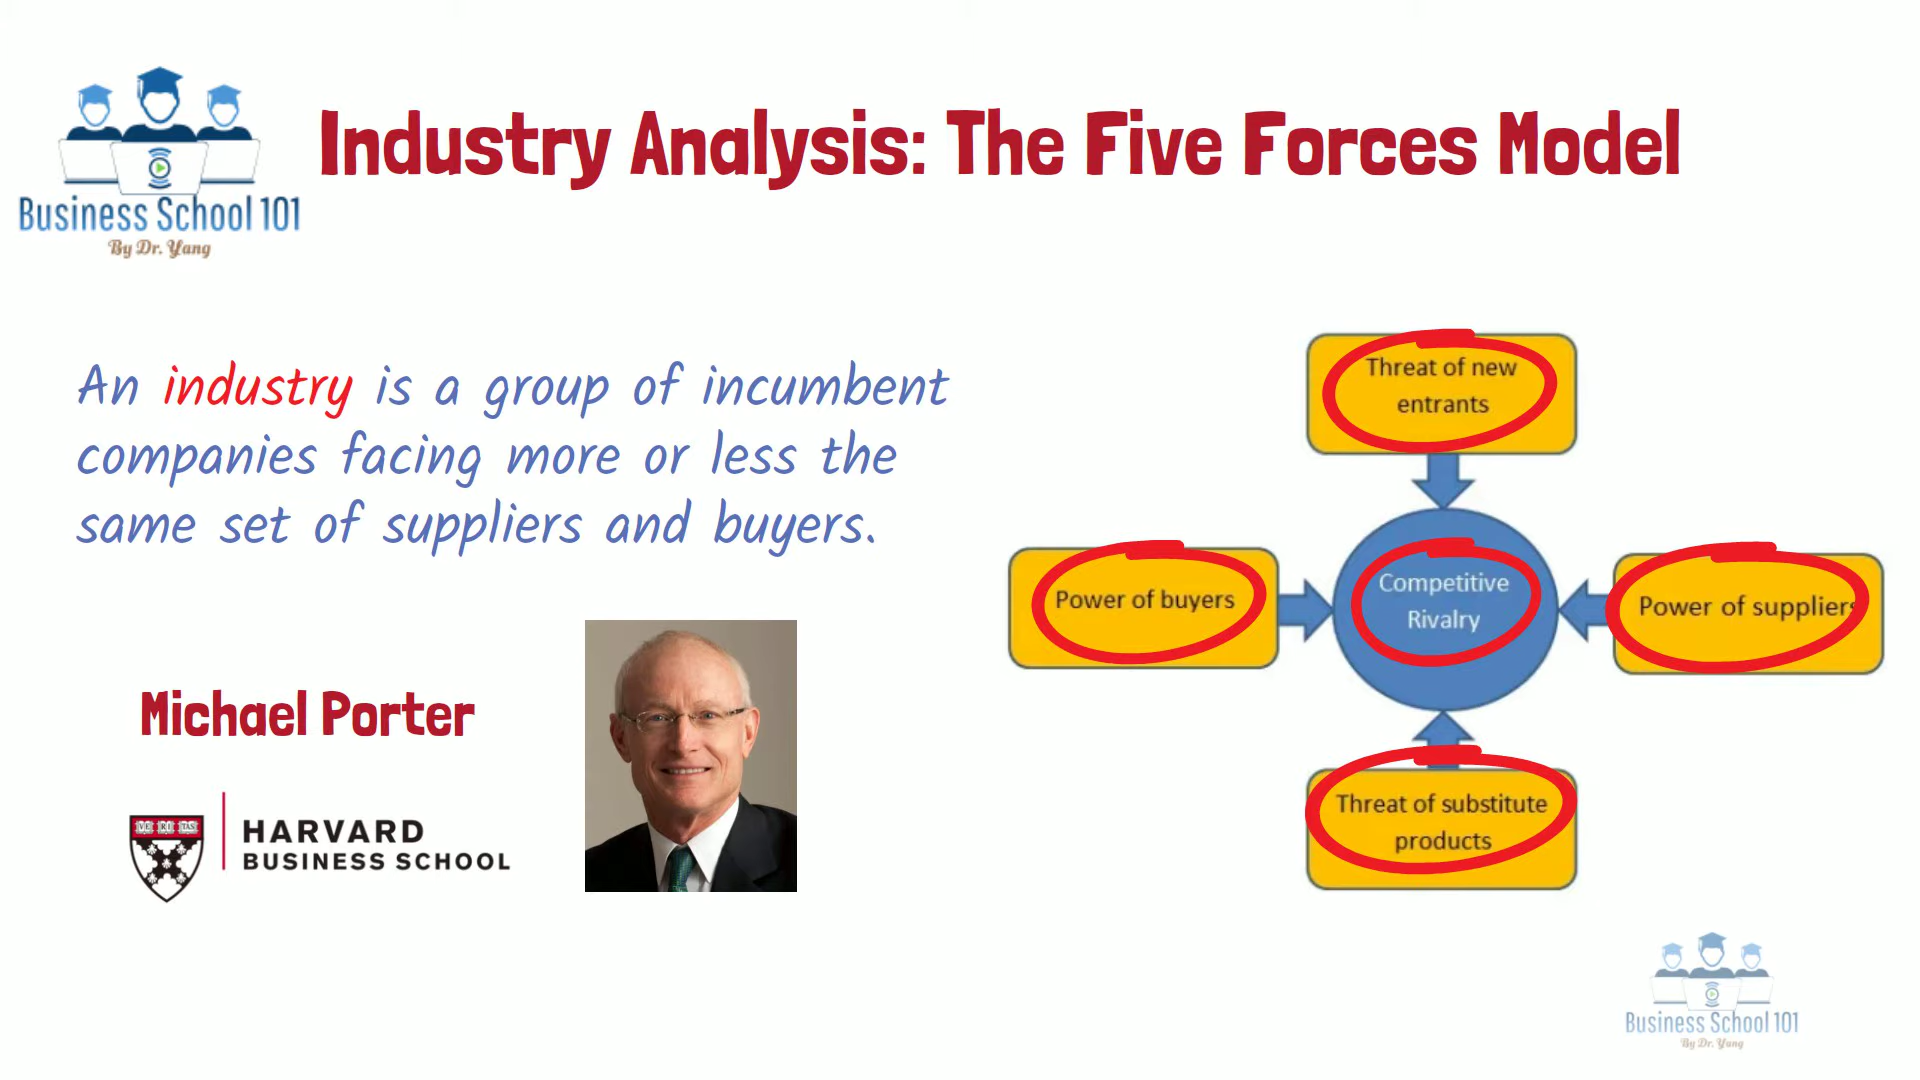 Industry Analysis: The Five Forces Model
Business School 101
By Dr. Yang
An industry is a group of incumbent
companies facing more or less the
same set of suppliers and buyers.
Michael Porter
VE RI TAS
HARVARD
BUSINESS SCHOOL
Threat of new
entrants
Power of buyers
Competitive
Rivalry
Power of suppliers
Threat of substitute
products
Business School 101
By Dr. Yang